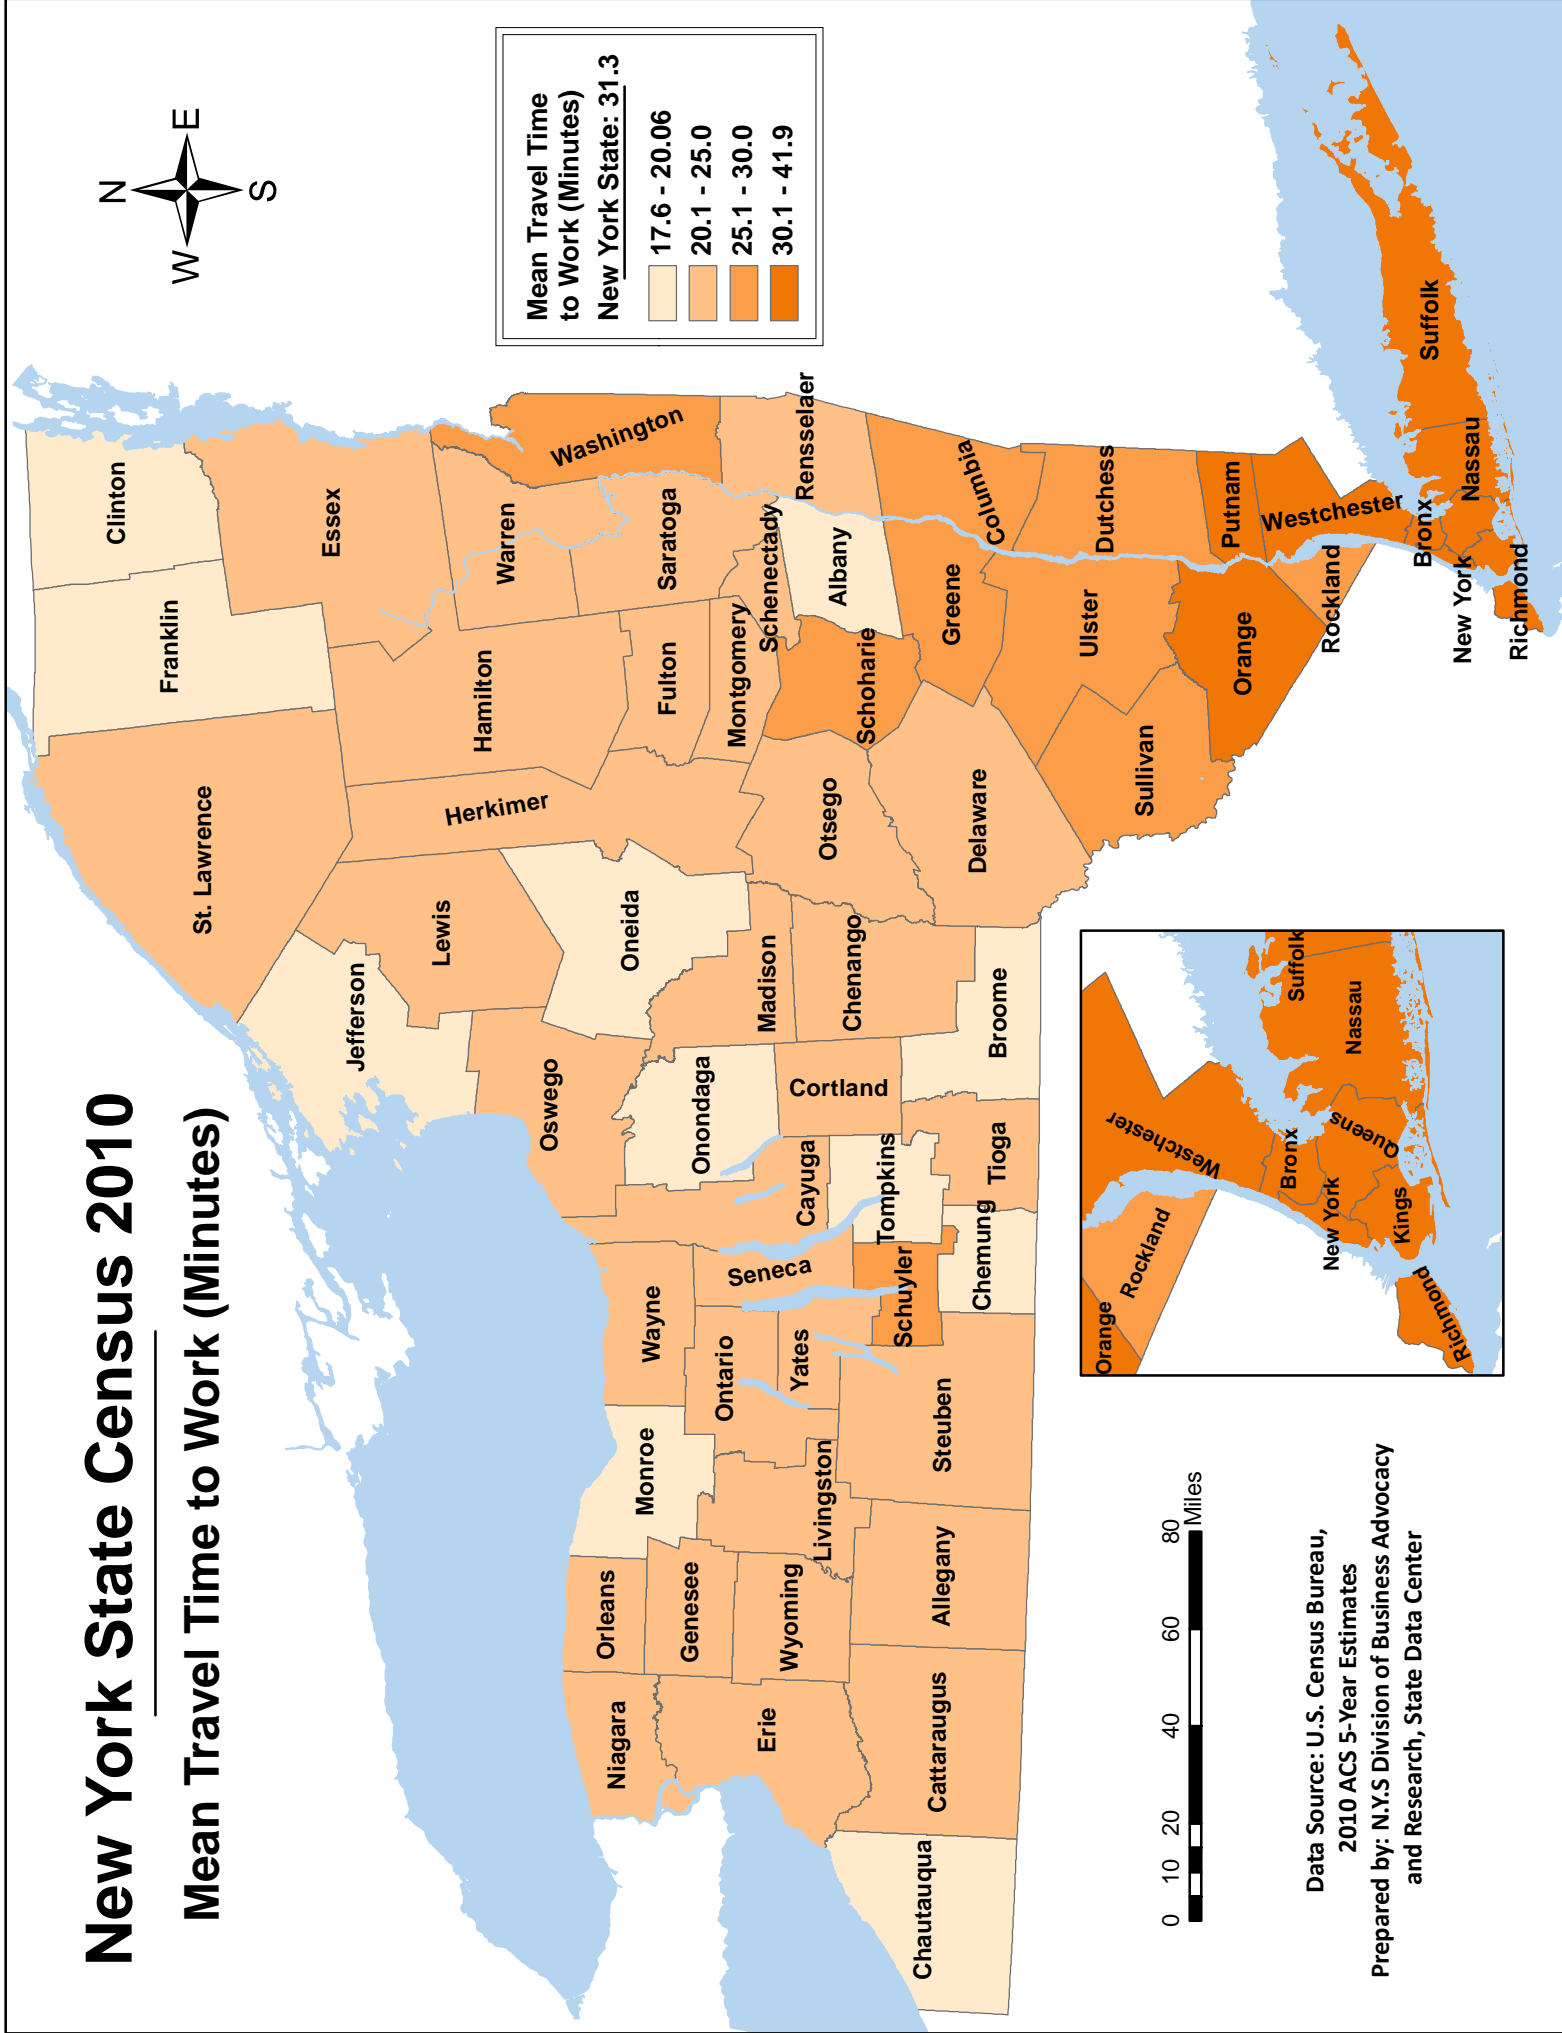 New York State Census 2010
Mean Travel Time to Work (Minutes)
N
W
E
S
Mean Travel Time
to Work (Minutes)
New York State: 31.3
17.6 - 20.06
20.1 - 25.0
25.1 - 30.0
30.1 - 41.9
Clinton
Franklin
St. Lawrence
Essex
Jefferson
Lewis
Herkimer
Hamilton
Warren
Washington
Oswego
Oneida
Fulton
Saratoga
Niagara
Orleans
Monroe
Wayne
Onondaga
Madison
Montgomery
Schenectady
Rensselaer
Genesee
Ontario
Seneca
Cayuga
Erie
Wyoming
Livingston
Yates
Cortland
Chenango
Otsego
Schoharie
Albany
Chautauqua
Cattaraugus
Allegany
Steuben
Schuyler
Tompkins
Chemung
Tioga
Broome
Delaware
Greene
Columbia
Ulster
Dutchess
Sullivan
Orange
Putnam
Rockland
Westchester
Bronx
New York
Nassau
Suffolk
Richmond
Orange
Rockland
Westchester
Bronx
New York
Queens
Kings
Richmond
Nassau
Suffolk
0 10 20 40 60 80
Miles
Data Source: U.S. Census Bureau,
2010 ACS 5-Year Estimates
Prepared by: N.Y.S Division of Business Advocacy
and Research, State Data Center